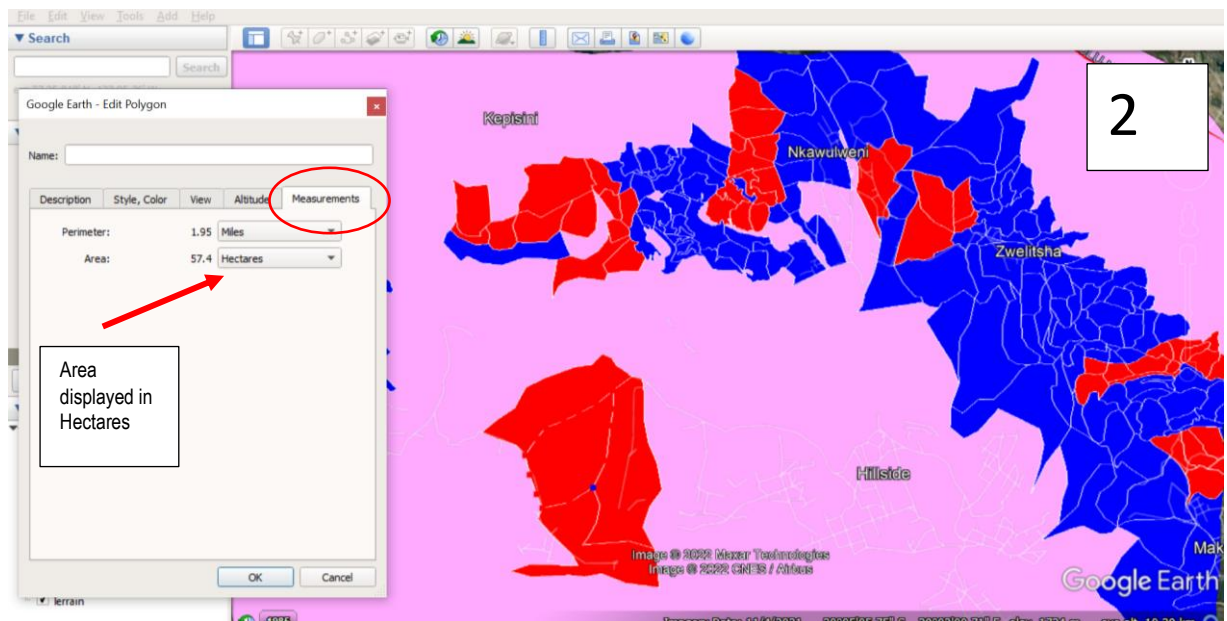 File Edit View Tools Add Help
Search
Search
Google Earth - Edit Polygon
Name:
Description Style, Color View Altitude Measurements
Perimeter: 1.95 Miles
Area: 57.4 Hectares
Area
displayed in
Hectares
OK Cancel
Terrain
2
Kepisini
Nkawulweni
Zwelitsha
Hillside
Mak
Image © 2022 Maxar Technologies
Image © 2022 CNES / Airbus
Google Earth